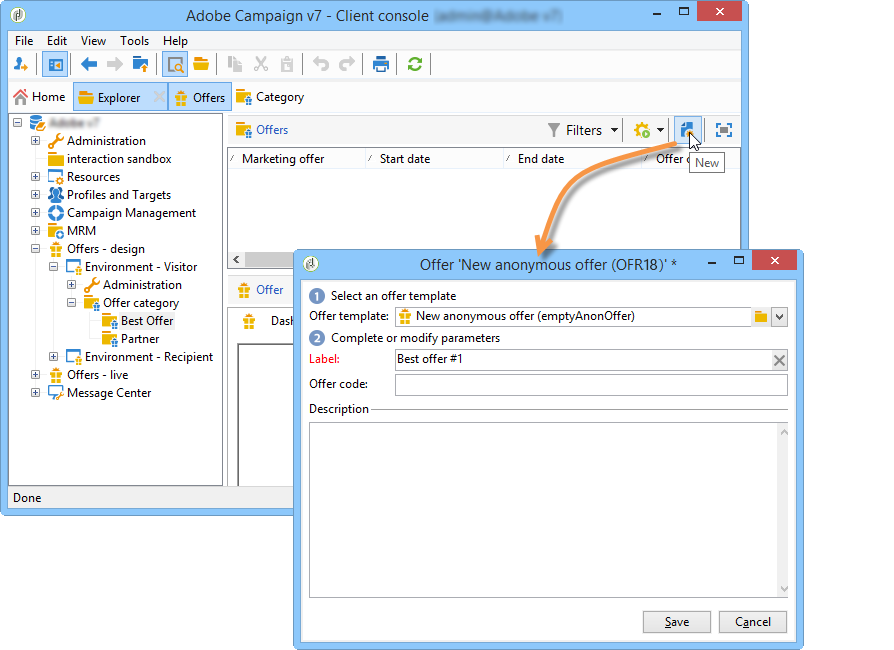 Adobe Campaign v7 - Client console
File Edit View Tools Help
Home Explorer Offers Category
Administration
interaction sandbox
Resources
Profiles and Targets
Campaign Management
MRM
Offers - design
Environment - Visitor
Administration
Offer category
Best Offer
Partner
Environment - Recipient
Offers - live
Message Center
Done
Offers Filters
New
Marketing offer Start date End date Offer
Offer
Offer 'New anonymous offer (OFR18)' *
1 Select an offer template
Offer template: New anonymous offer (emptyAnonOffer)
2 Complete or modify parameters
Label: Best offer #1
Offer code:
Description
Save Cancel